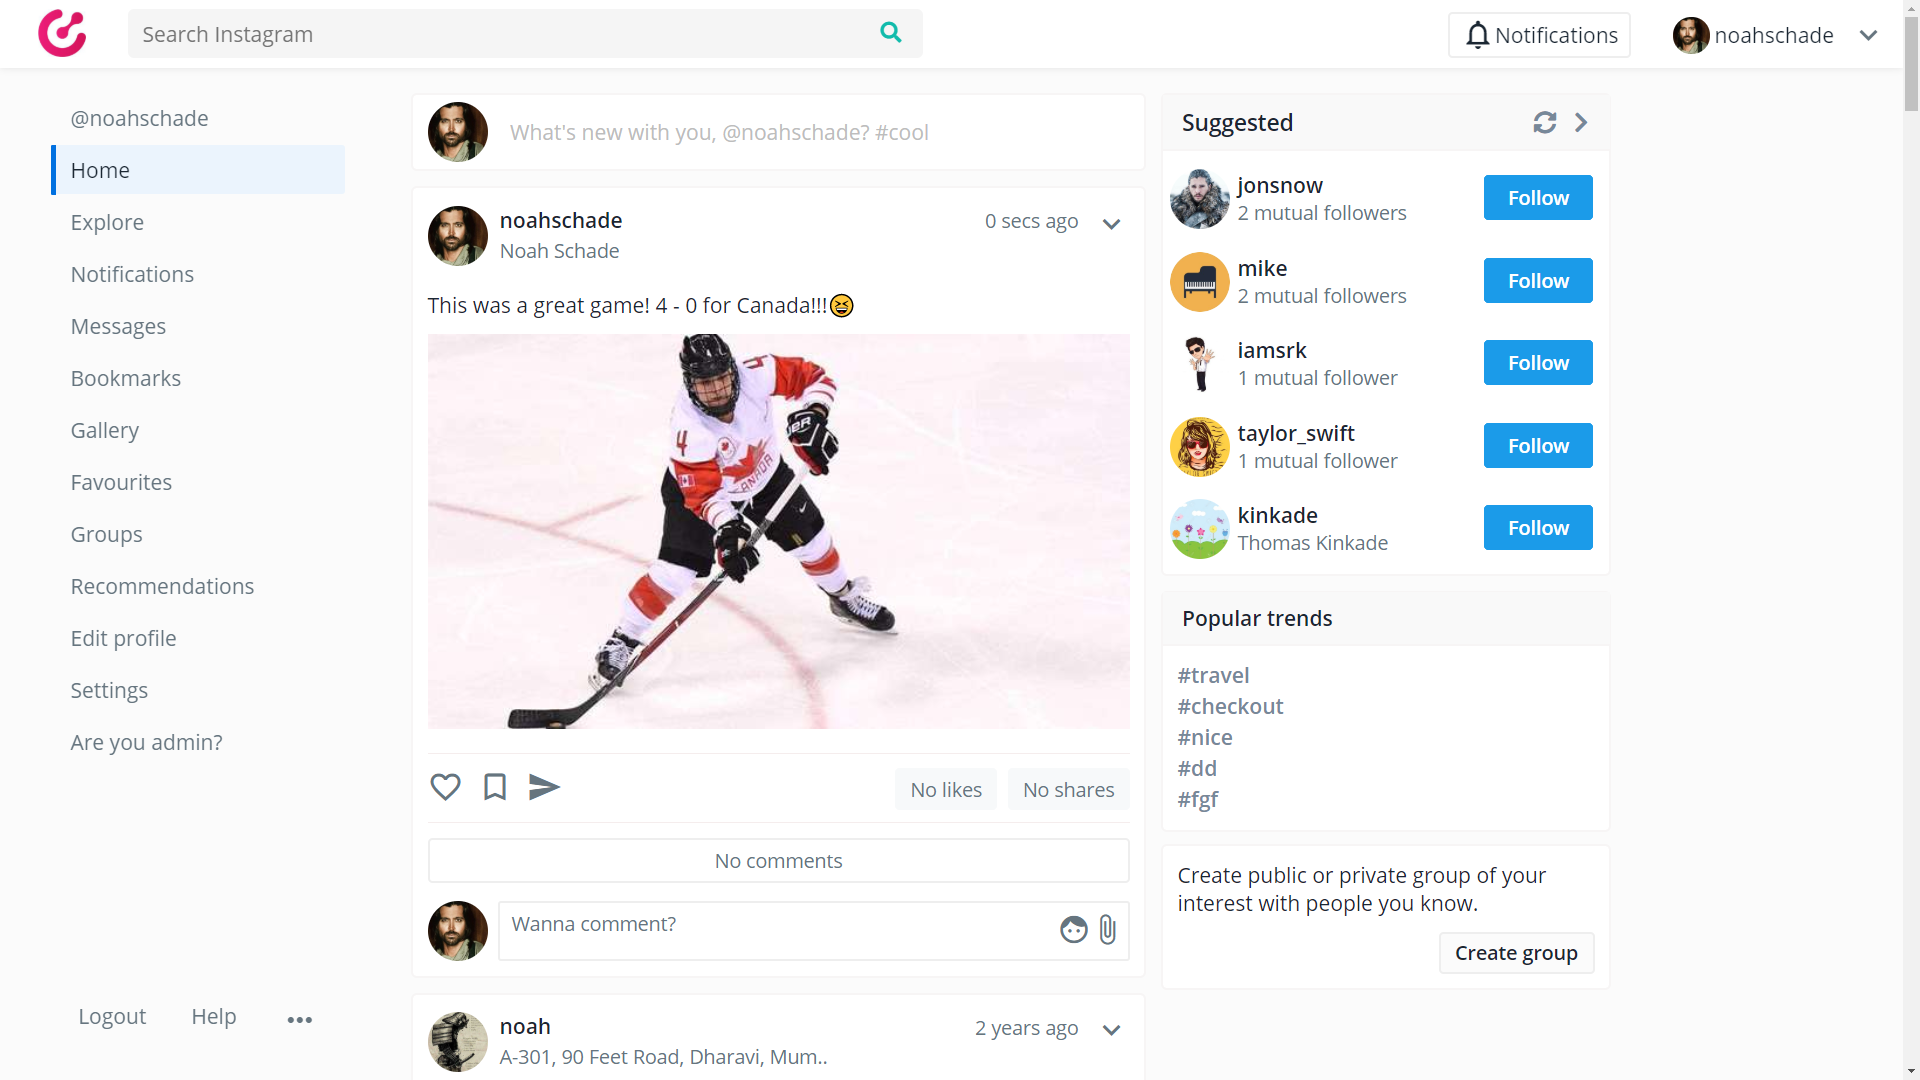 Search Instagram
Notifications
noahschade
@noahschade
Home
Explore
Notifications
Messages
Bookmarks
Gallery
Favourites
Groups
Recommendations
Edit profile
Settings
Are you admin?
Logout
Help
What's new with you, @noahschade? #cool
noahschade
0 secs ago
Noah Schade
This was a great game! 4 - 0 for Canada!!!😆
4
CANADA
No likes
No shares
No comments
Wanna comment?
noah
2 years ago
A-301, 90 Feet Road, Dharavi, Mum..
Suggested
jonsnow
2 mutual followers
Follow
mike
2 mutual followers
Follow
iamsrk
1 mutual follower
Follow
taylor_swift
1 mutual follower
Follow
kinkade
Thomas Kinkade
Follow
Popular trends
#travel
#checkout
#nice
#dd
#fgf
Create public or private group of your
interest with people you know.
Create group